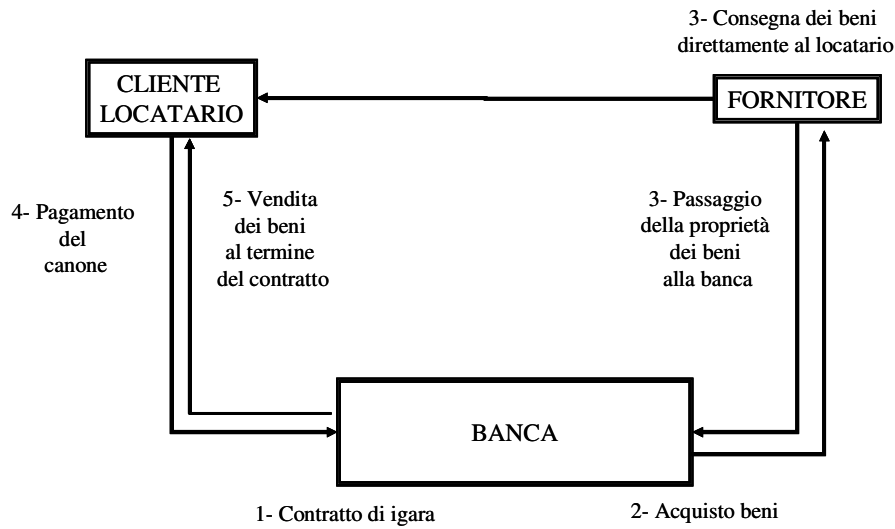 3- Consegna dei beni
direttamente al locatario
CLIENTE
LOCATARIO
FORNITORE
4- Pagamento
del
canone
5- Vendita
dei beni
al termine
del contratto
3- Passaggio
della proprietà
dei beni
alla banca
BANCA
1- Contratto di igara
2- Acquisto beni